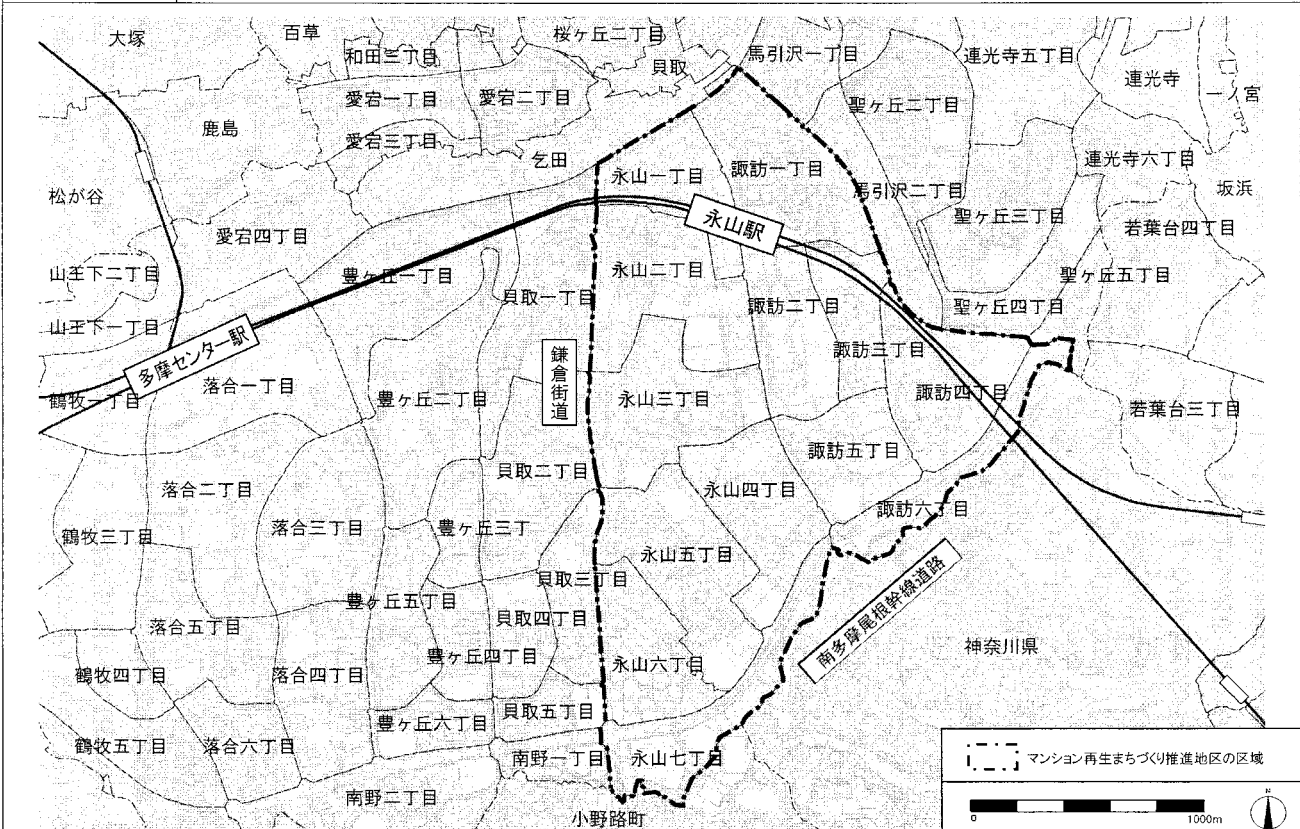 大塚
百草
桜ヶ丘二丁目
和田三丁目
貝取
馬引沢一丁目
連光寺五丁目
連光寺
一ノ宮
愛宕一丁目
愛宕二丁目
聖ヶ丘二丁目
鹿島
愛宕三丁目
乞田
永山一丁目
諏訪一丁目
連光寺六丁目
松が谷
馬引沢二丁目
坂浜
愛宕四丁目
永山駅
聖ヶ丘三丁目
若葉台四丁目
山王下二丁目
豊ヶ丘一丁目
永山二丁目
聖ヶ丘五丁目
貝取一丁目
諏訪二丁目
聖ヶ丘四丁目
山王下一丁目
多摩センター駅
鎌倉街道
諏訪三丁目
鶴牧一丁目
落合一丁目
豊ヶ丘二丁目
永山三丁目
諏訪四丁目
若葉台三丁目
諏訪五丁目
貝取二丁目
落合二丁目
永山四丁目
諏訪六丁目
鶴牧三丁目
落合三丁目
豊ヶ丘三丁
永山五丁目
貝取三丁目
南多摩尾根幹線道路
豊ヶ丘五丁目
貝取四丁目
落合五丁目
神奈川県
豊ヶ丘四丁目
永山六丁目
鶴牧四丁目
落合四丁目
貝取五丁目
豊ヶ丘六丁目
鶴牧五丁目
落合六丁目
南野一丁目
永山七丁目
南野二丁目
小野路町
マンション再生まちづくり推進地区の区域
0
1000m
N